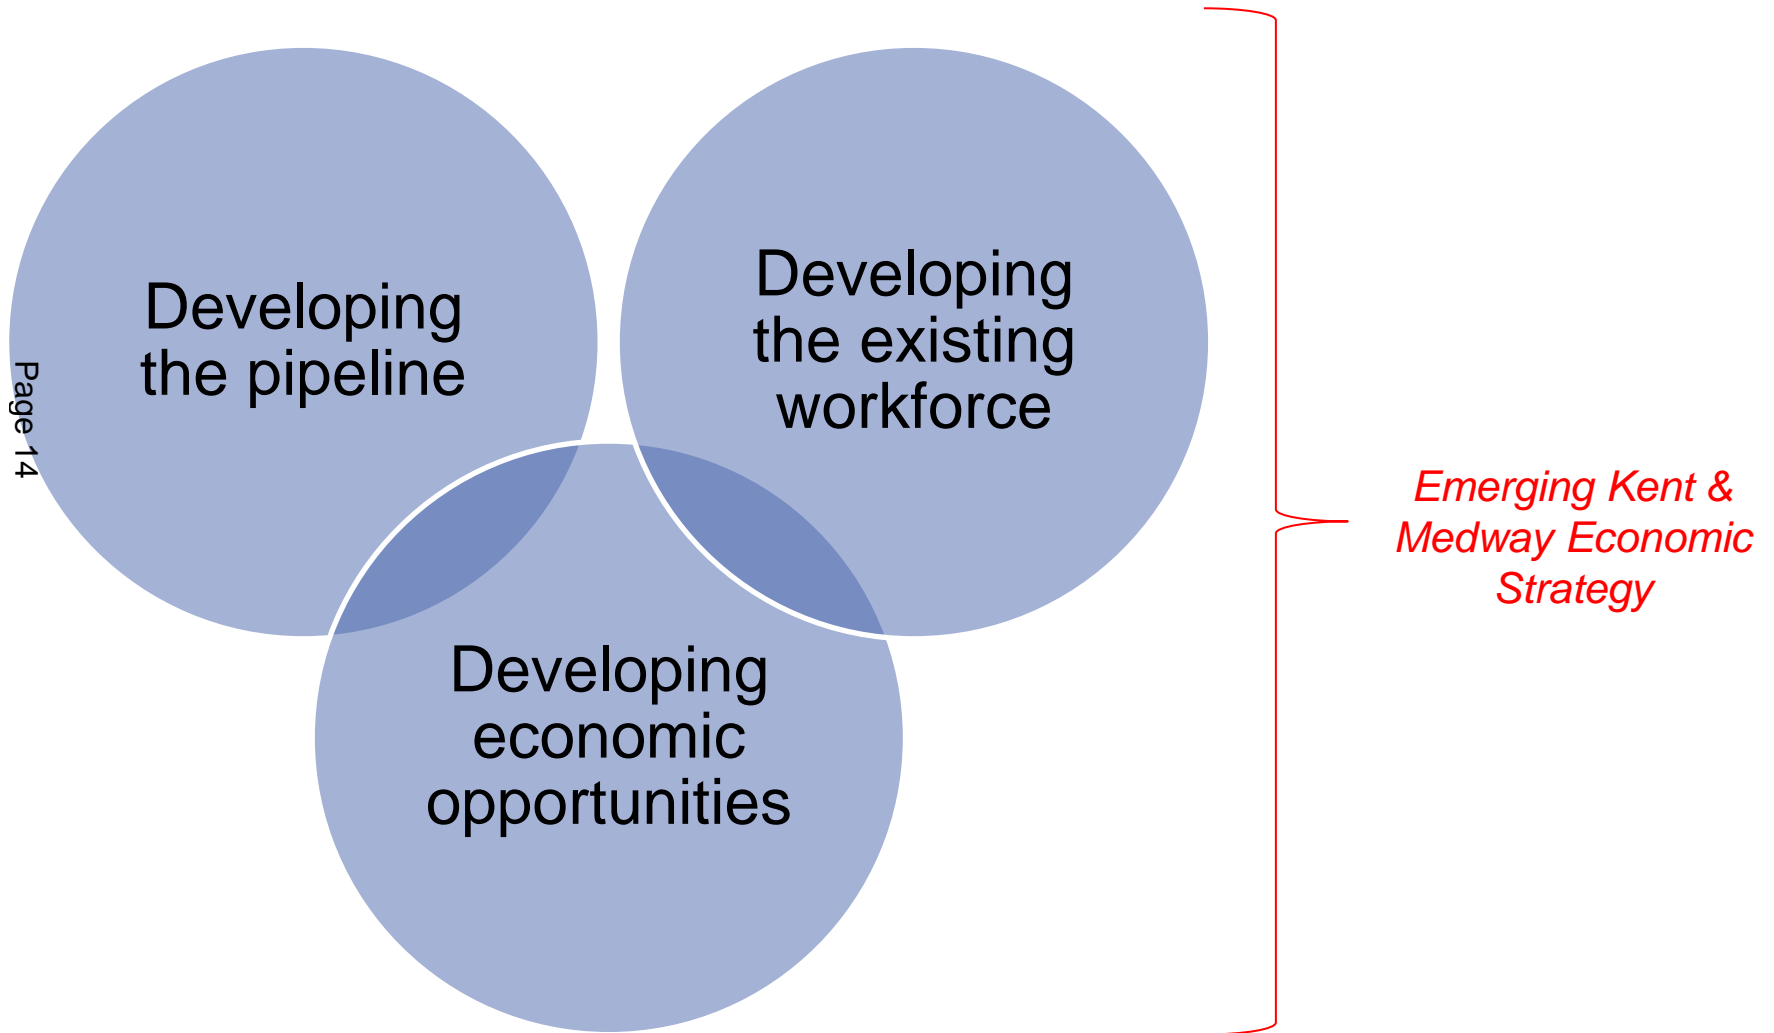 Developing
the pipeline
Developing
the existing
workforce
Developing
economic
opportunities
Emerging Kent &
Medway Economic
Strategy
Page 14